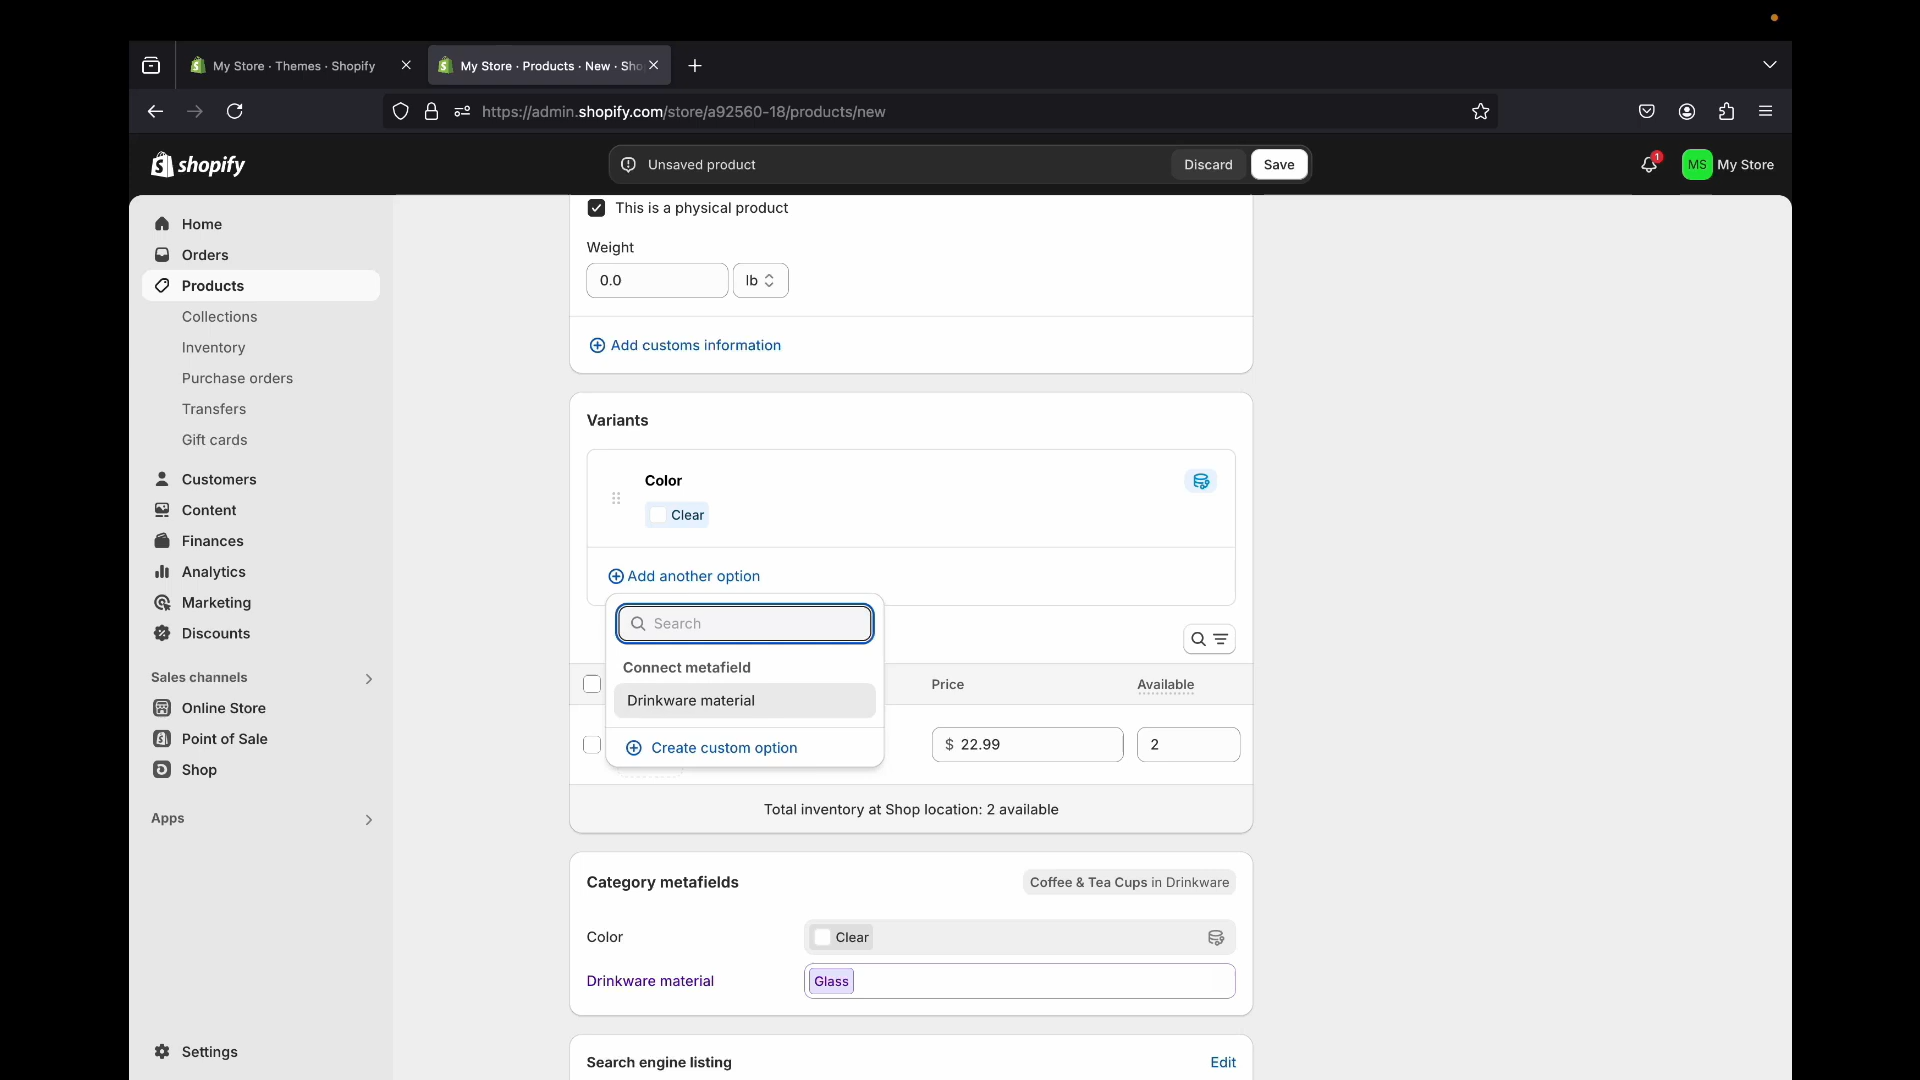 My Store · Themes · Shopify
My Store · Products · New · Sho
https://admin.shopify.com/store/a92560-18/products/new
shopify
Unsaved product
Discard
Save
1
MS
My Store
Home
Orders
Products
Collections
Inventory
Purchase orders
Transfers
Gift cards
Customers
Content
Finances
Analytics
Marketing
Discounts
Sales channels
Online Store
Point of Sale
Shop
Apps
Settings
This is a physical product
Weight
0.0
lb
Add customs information
Variants
Color
Clear
Add another option
Search
Connect metafield
Drinkware material
Create custom option
Price
Available
$ 22.99
2
Total inventory at Shop location: 2 available
Category metafields
Coffee & Tea Cups in Drinkware
Color
Clear
Drinkware material
Glass
Search engine listing
Edit